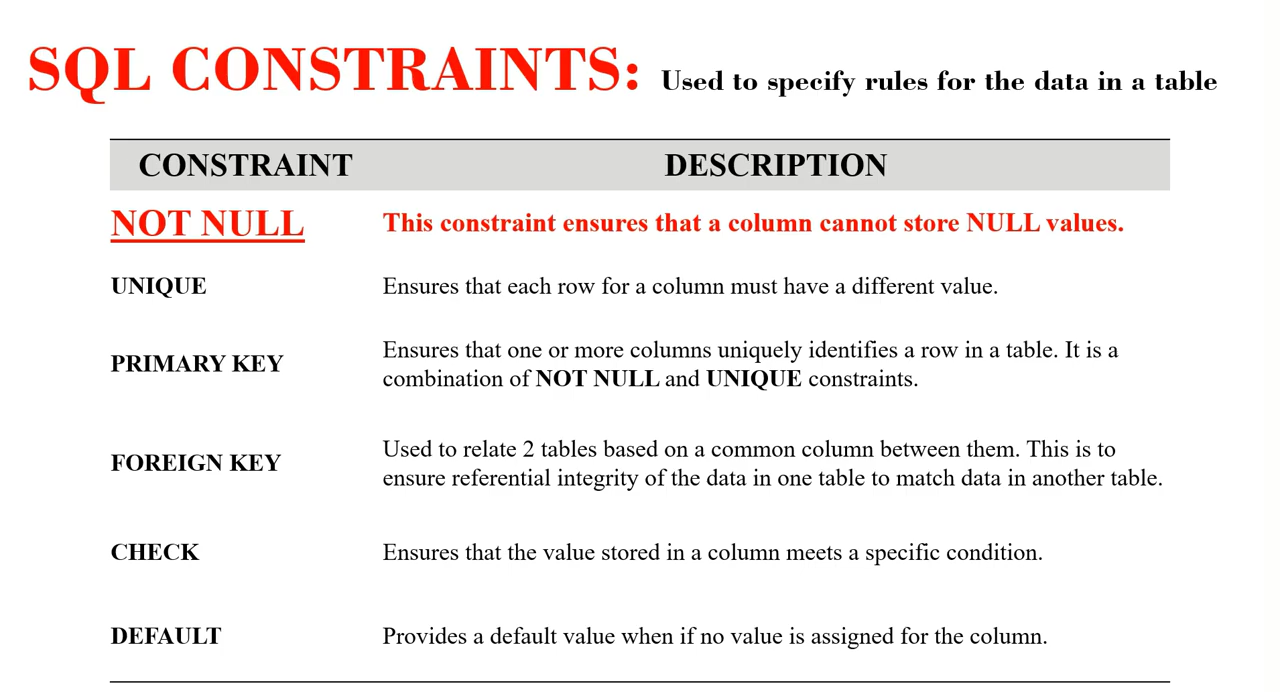 SQL CONSTRAINTS: Used to specify rules for the data in a table
CONSTRAINT DESCRIPTION
NOT NULL This constraint ensures that a column cannot store NULL values.
UNIQUE Ensures that each row for a column must have a different value.
PRIMARY KEY Ensures that one or more columns uniquely identifies a row in a table. It is a
combination of NOT NULL and UNIQUE constraints.
FOREIGN KEY Used to relate 2 tables based on a common column between them. This is to
ensure referential integrity of the data in one table to match data in another table.
CHECK Ensures that the value stored in a column meets a specific condition.
DEFAULT Provides a default value when if no value is assigned for the column.